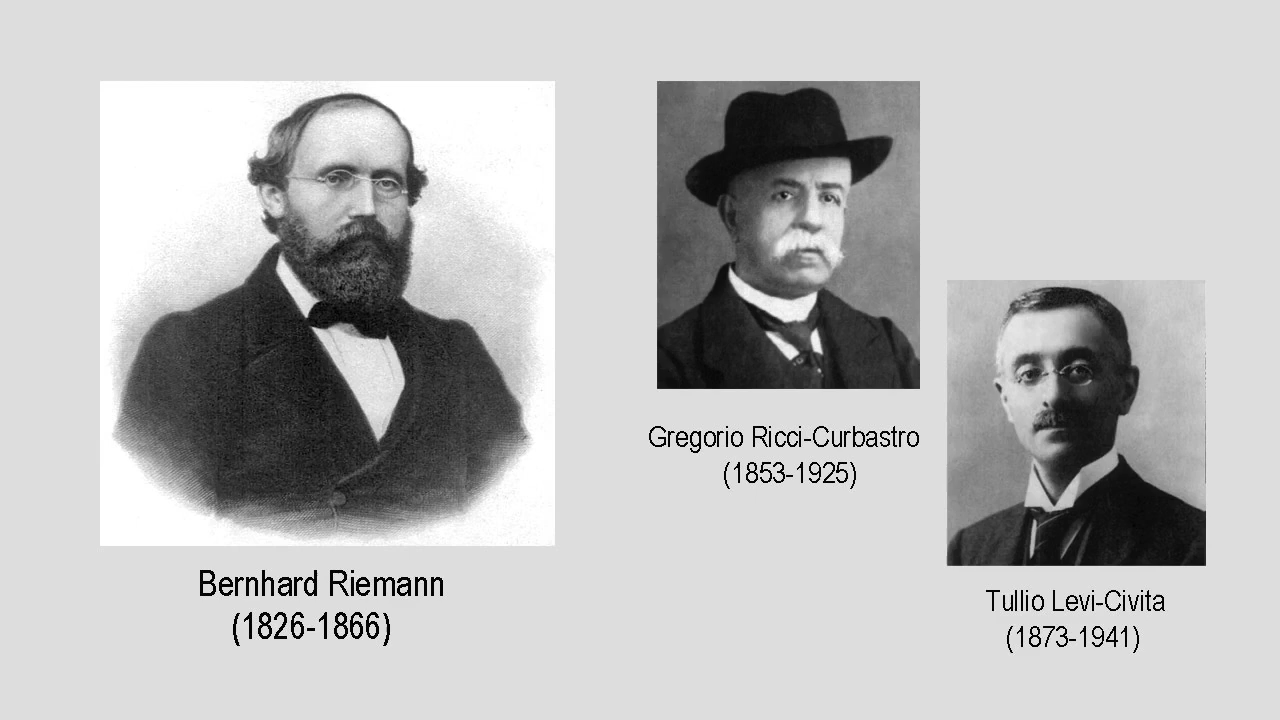 Bernhard Riemann
(1826-1866)
Gregorio Ricci-Curbastro
(1853-1925)
Tullio Levi-Civita
(1873-1941)